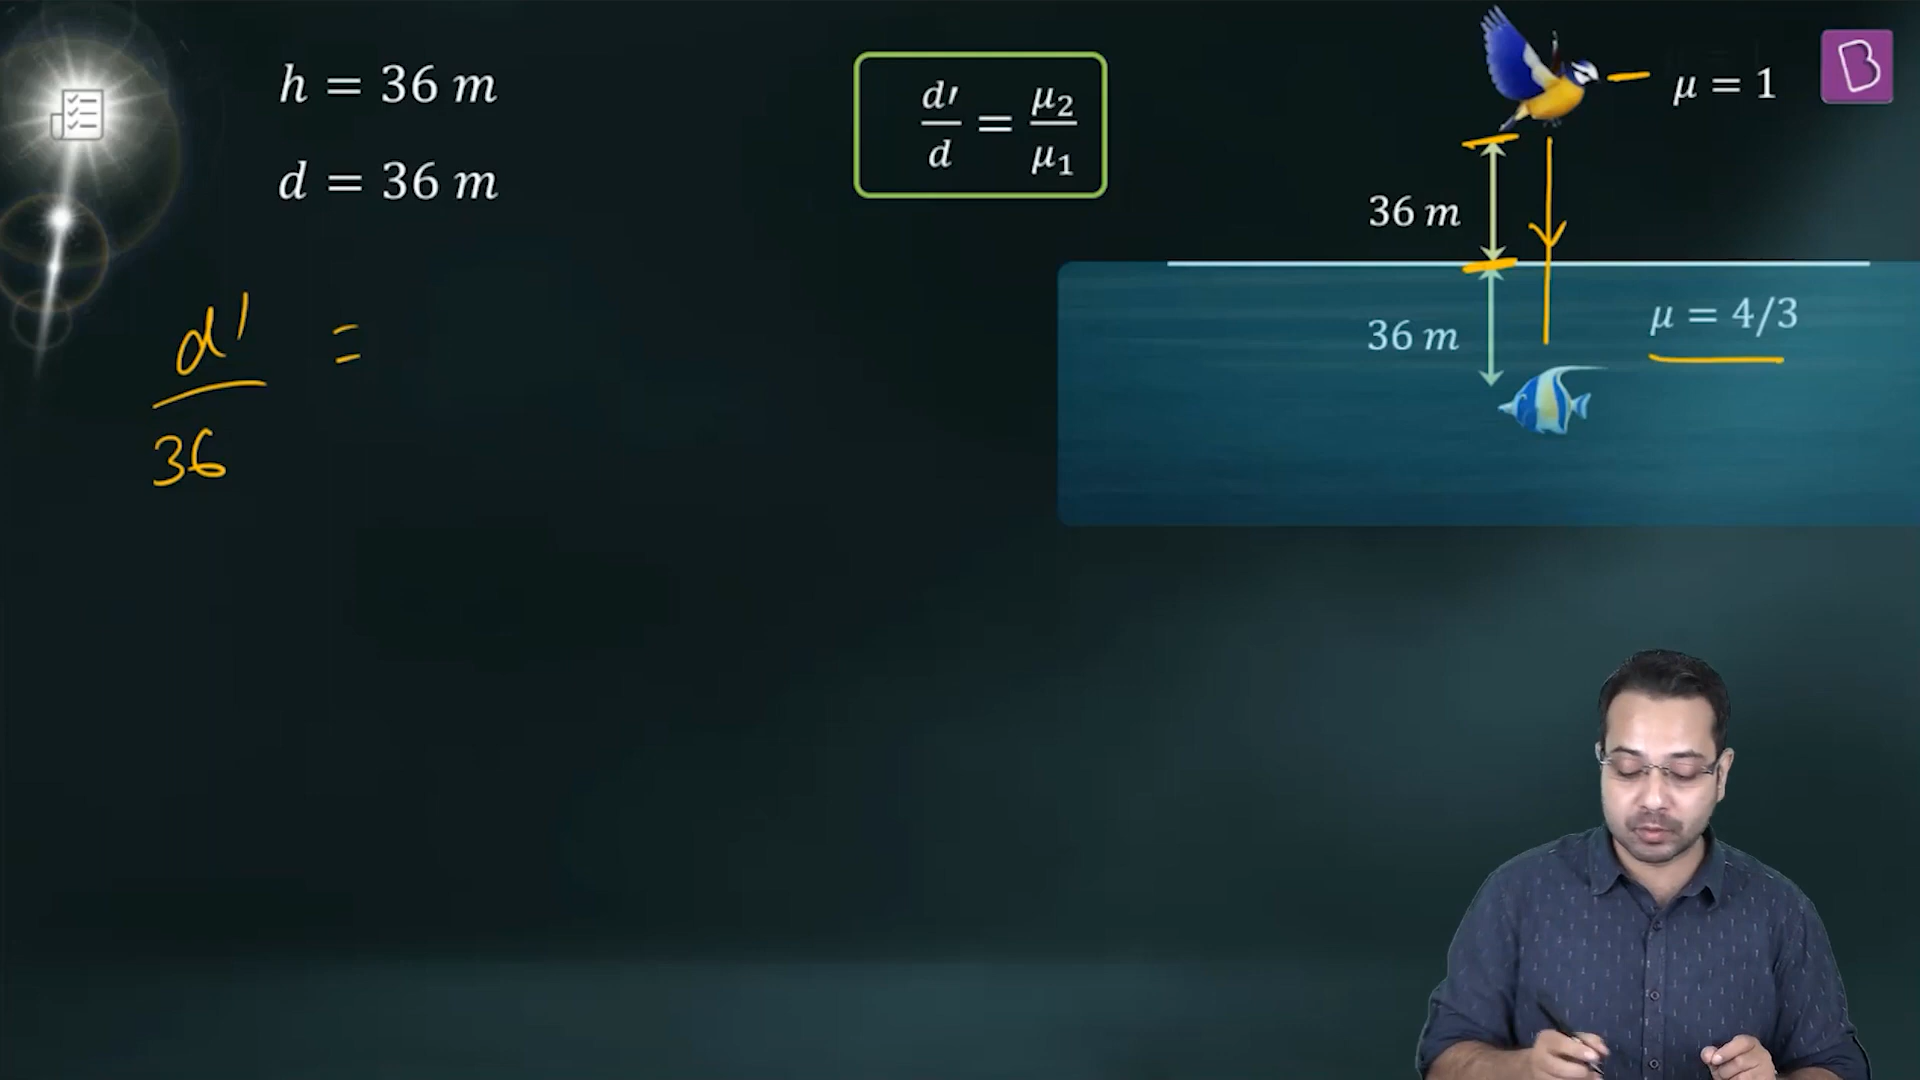 h = 36 m
d = 36 m
d′/d = μ₂/μ₁
μ = 1
B
36 m
36 m
μ = 4/3
d′/36 =